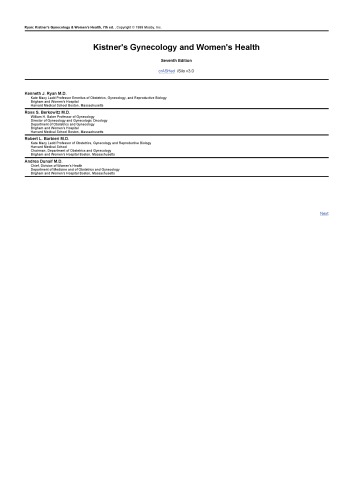 Ryan: Kistner's Gynecology & Women's Health, 7th ed. , Copyright © 1999 Mosby, Inc.
Kistner's Gynecology and Women's Health
Seventh Edition
UnMred iSilo v3.0
Kenneth J. Ryan M.D.
Kate Macy Ladd Professor Emeritus of Obstetrics, Gynecology, and Reproductive Biology
Brigham and Women's Hospital
Harvard Medical School Boston, Massachusetts
Ross S. Berkowitz M.D.
William H. Baker Professor of Gynecology
Director of Gynecology and Gynecologic Oncology
Department of Obstetrics and Gynecology
Brigham and Women's Hospital
Harvard Medical School Boston, Massachusetts
Robert L. Barbieri M.D.
Kate Macy Ladd Professor of Obstetrics, Gynecology and Reproductive Biology
Harvard Medical School
Chairman, Department of Obstetrics and Gynecology
Brigham and Women's Hospital Boston, Massachusetts
Andrea Dunaif M.D.
Chief, Division of Women's Health
Department of Medicine and of Obstetrics and Gynecology
Brigham and Women's Hospital Boston, Massachusetts
Next